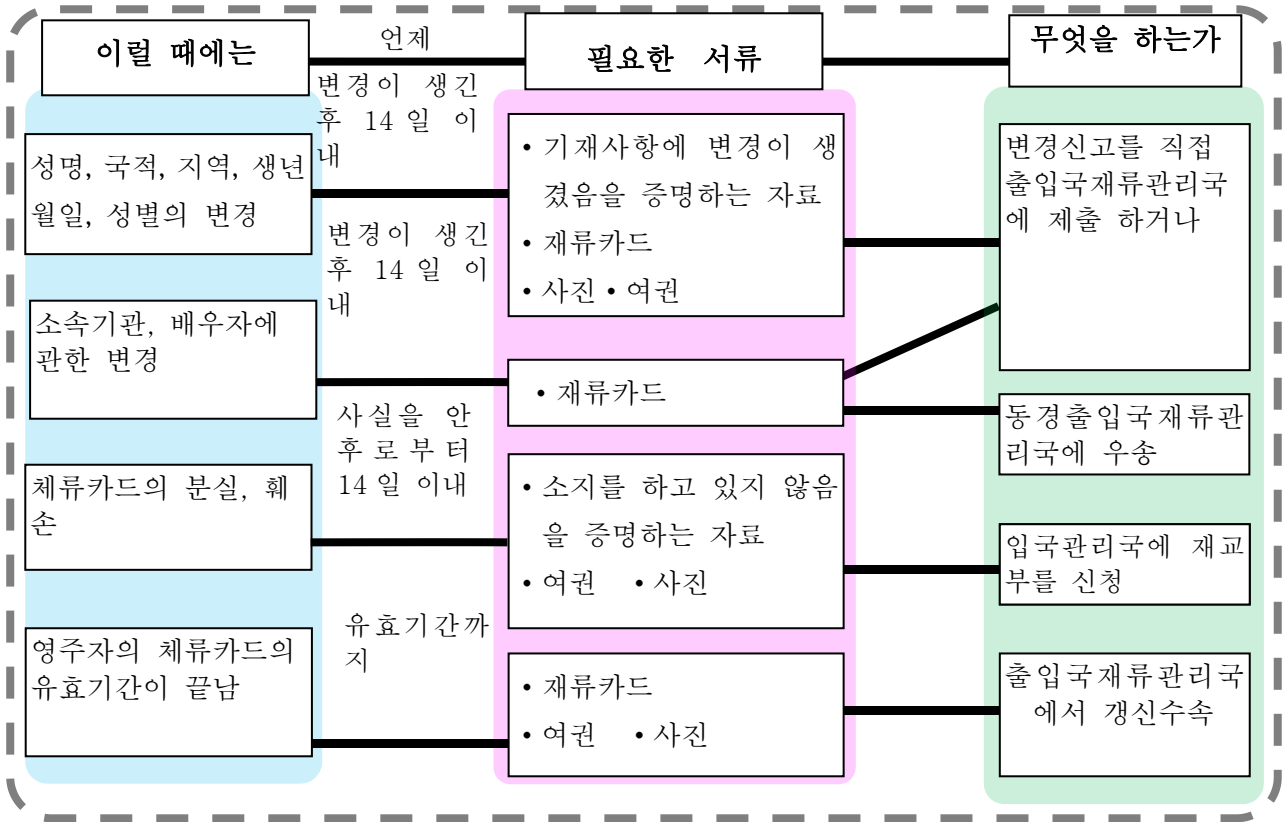 이럴 때에는
언제
필요한 서류
무엇을 하는가
변경이 생긴
후 14 일 이
내
성명, 국적, 지역, 생년
월일, 성별의 변경
• 기재사항에 변경이 생
겼음을 증명하는 자료
• 재류카드
• 사진 • 여권
변경신고를 직접
출입국재류관리국
에 제출 하거나
변경이 생긴
후 14 일 이
내
소속기관, 배우자에
관한 변경
• 재류카드
동경출입국재류관
리국에 우송
사실을 안
후로부터
14일 이내
체류카드의 분실, 훼
손
• 소지를 하고 있지 않음
을 증명하는 자료
• 여권 • 사진
입국관리국에 재교
부를 신청
유효기간까
지
영주자의 체류카드의
유효기간이 끝남
• 재류카드
• 여권 • 사진
출입국재류관리국
에서 갱신수속